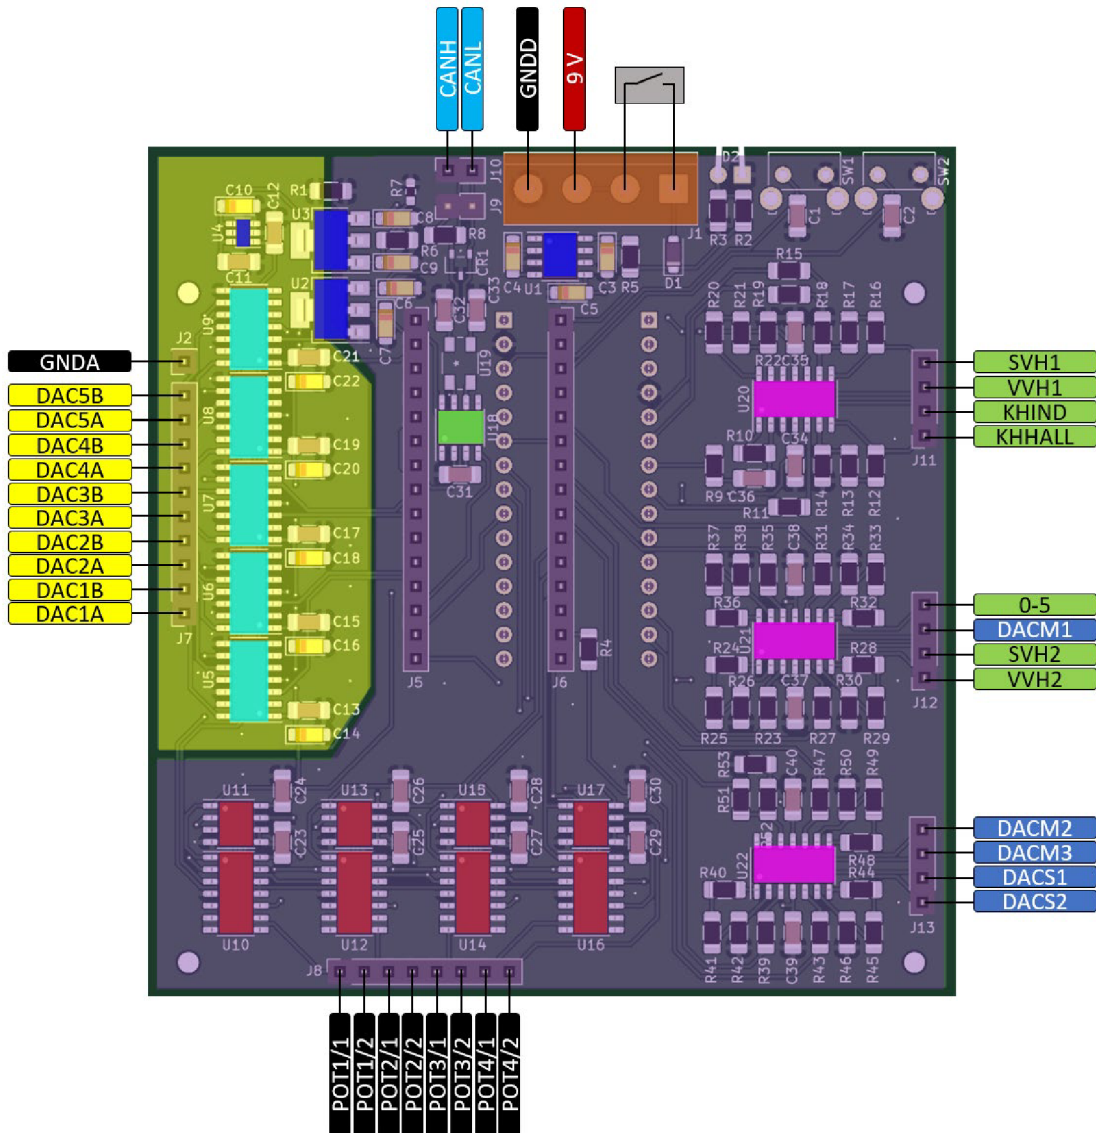 CANH
CANL
GNDD
9 V
J10
J9
J1
D2
SW1
SW2
C10
C12
R1
R7
U4
U3
C8
R6
R8
C9
CR1
C11
U2
C6
C7
C32
C33
C4
U1
C3
R5
D1
C5
R3
R2
C1
C2
R15
R20
R21
R19
R18
R17
R16
U9
J2
C21
C22
U19
R22
C35
U20
J11
GNDA
DAC5B
DAC5A
DAC4B
DAC4A
DAC3B
DAC3A
DAC2B
DAC2A
DAC1B
DAC1A
SVH1
VVH1
KHIND
KHHALL
U8
U18
C19
C20
C31
R10
C34
R9
C36
R11
R14
R13
R12
U7
C17
C18
R37
R38
R35
C38
R31
R34
R33
U6
J7
C15
C16
R36
R32
U21
R24
R28
R26
C37
R30
R4
J5
J6
0-5
DACM1
SVH2
VVH2
J12
U5
C13
C14
R25
R23
R27
R29
R53
R51
C40
R47
R50
R49
U11
C24
U13
C26
U15
C28
U17
C30
C23
C25
C27
C29
U22
R48
R44
R40
DACM2
DACM3
DACS1
DACS2
J13
U10
U12
U14
U16
R41
R42
R39
C39
R43
R46
R45
J8
POT1/1
POT1/2
POT2/1
POT2/2
POT3/1
POT3/2
POT4/1
POT4/2